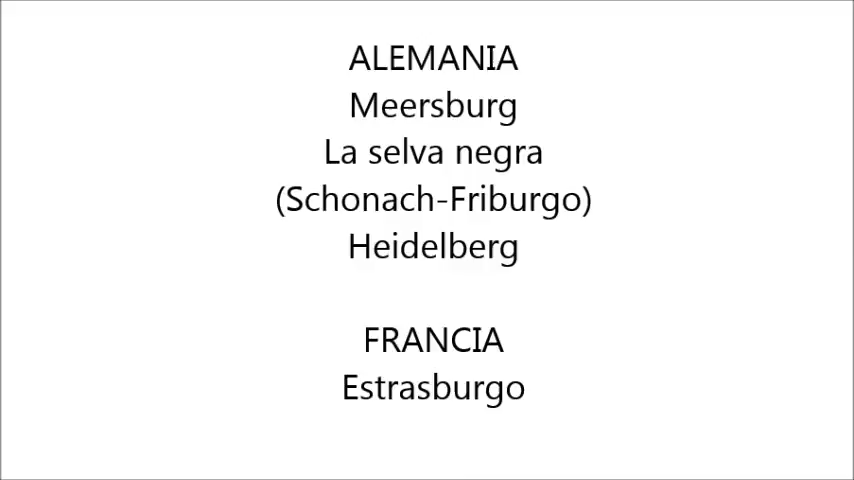 ALEMANIA
Meersburg
La selva negra
(Schonach-Friburgo)
Heidelberg
FRANCIA
Estrasburgo